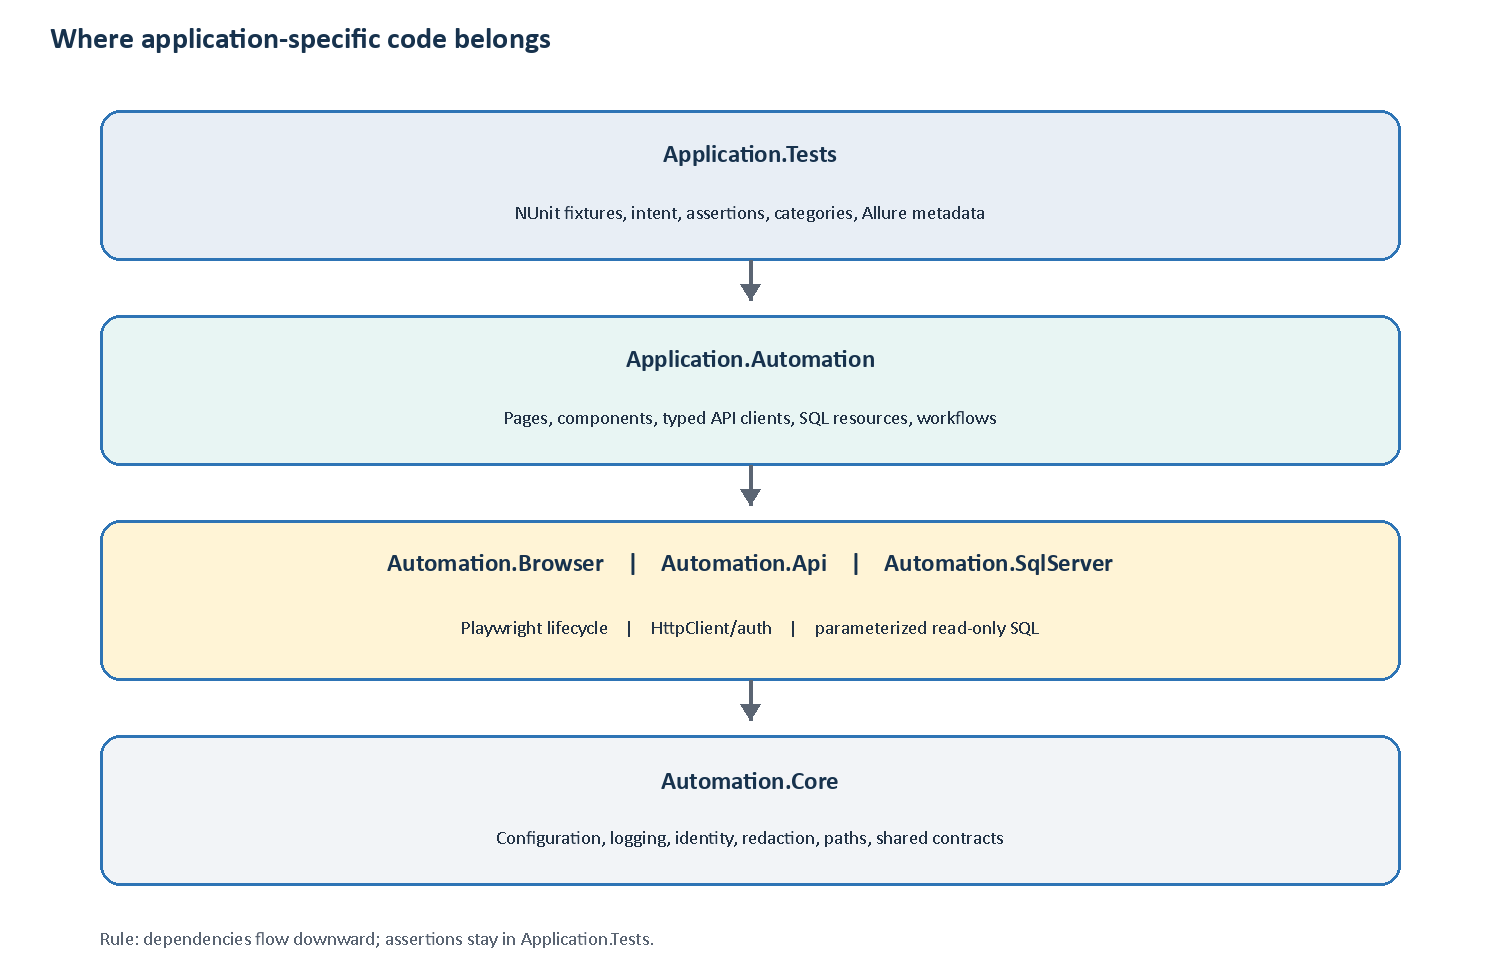 Where application-specific code belongs
Application.Tests
NUnit fixtures, intent, assertions, categories, Allure metadata
Application.Automation
Pages, components, typed API clients, SQL resources, workflows
Automation.Browser | Automation.Api | Automation.SqlServer
Playwright lifecycle | HttpClient/auth | parameterized read-only SQL
Automation.Core
Configuration, logging, identity, redaction, paths, shared contracts
Rule: dependencies flow downward; assertions stay in Application.Tests.